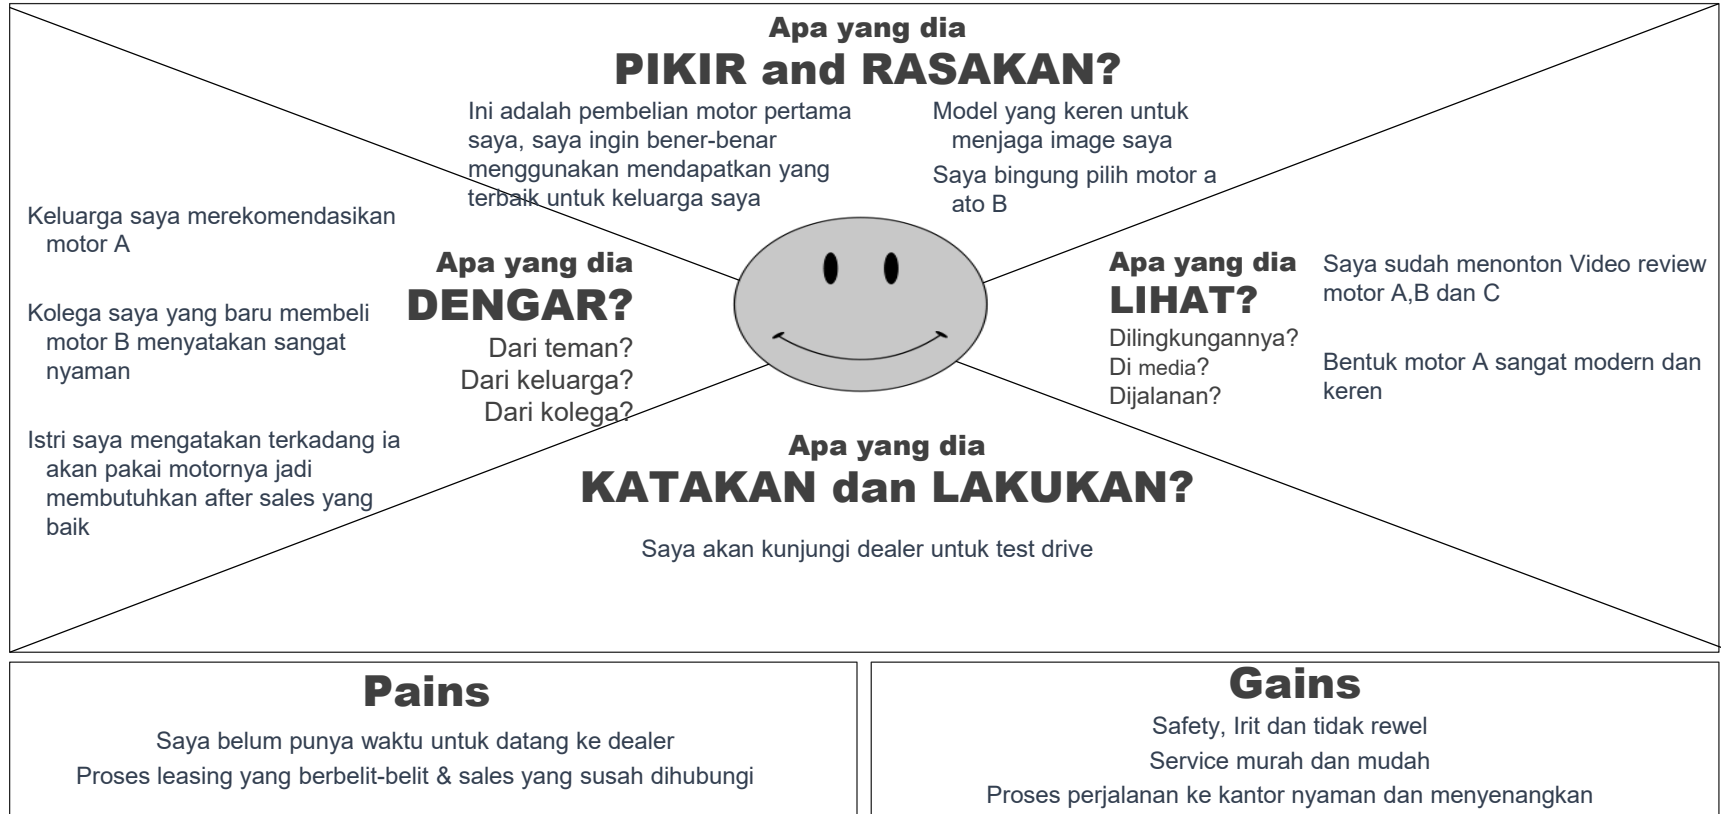 Apa yang dia
PIKIR and RASAKAN?
Ini adalah pembelian motor pertama
saya, saya ingin bener-benar
menggunakan mendapatkan yang
terbaik untuk keluarga saya
Model yang keren untuk
menjaga image saya
Saya bingung pilih motor a
ato B
Keluarga saya merekomendasikan
motor A
Kolega saya yang baru membeli
motor B menyatakan sangat
nyaman
Istri saya mengatakan terkadang ia
akan pakai motornya jadi
membutuhkan after sales yang
baik
Apa yang dia
DENGAR?
Dari teman?
Dari keluarga?
Dari kolega?
Apa yang dia
LIHAT?
Dilingkungannya?
Di media?
Dijalanan?
Saya sudah menonton Video review
motor A,B dan C
Bentuk motor A sangat modern dan
keren
Apa yang dia
KATAKAN dan LAKUKAN?
Saya akan kunjungi dealer untuk test drive
Pains
Saya belum punya waktu untuk datang ke dealer
Proses leasing yang berbelit-belit & sales yang susah dihubungi
Gains
Safety, Irit dan tidak rewel
Service murah dan mudah
Proses perjalanan ke kantor nyaman dan menyenangkan